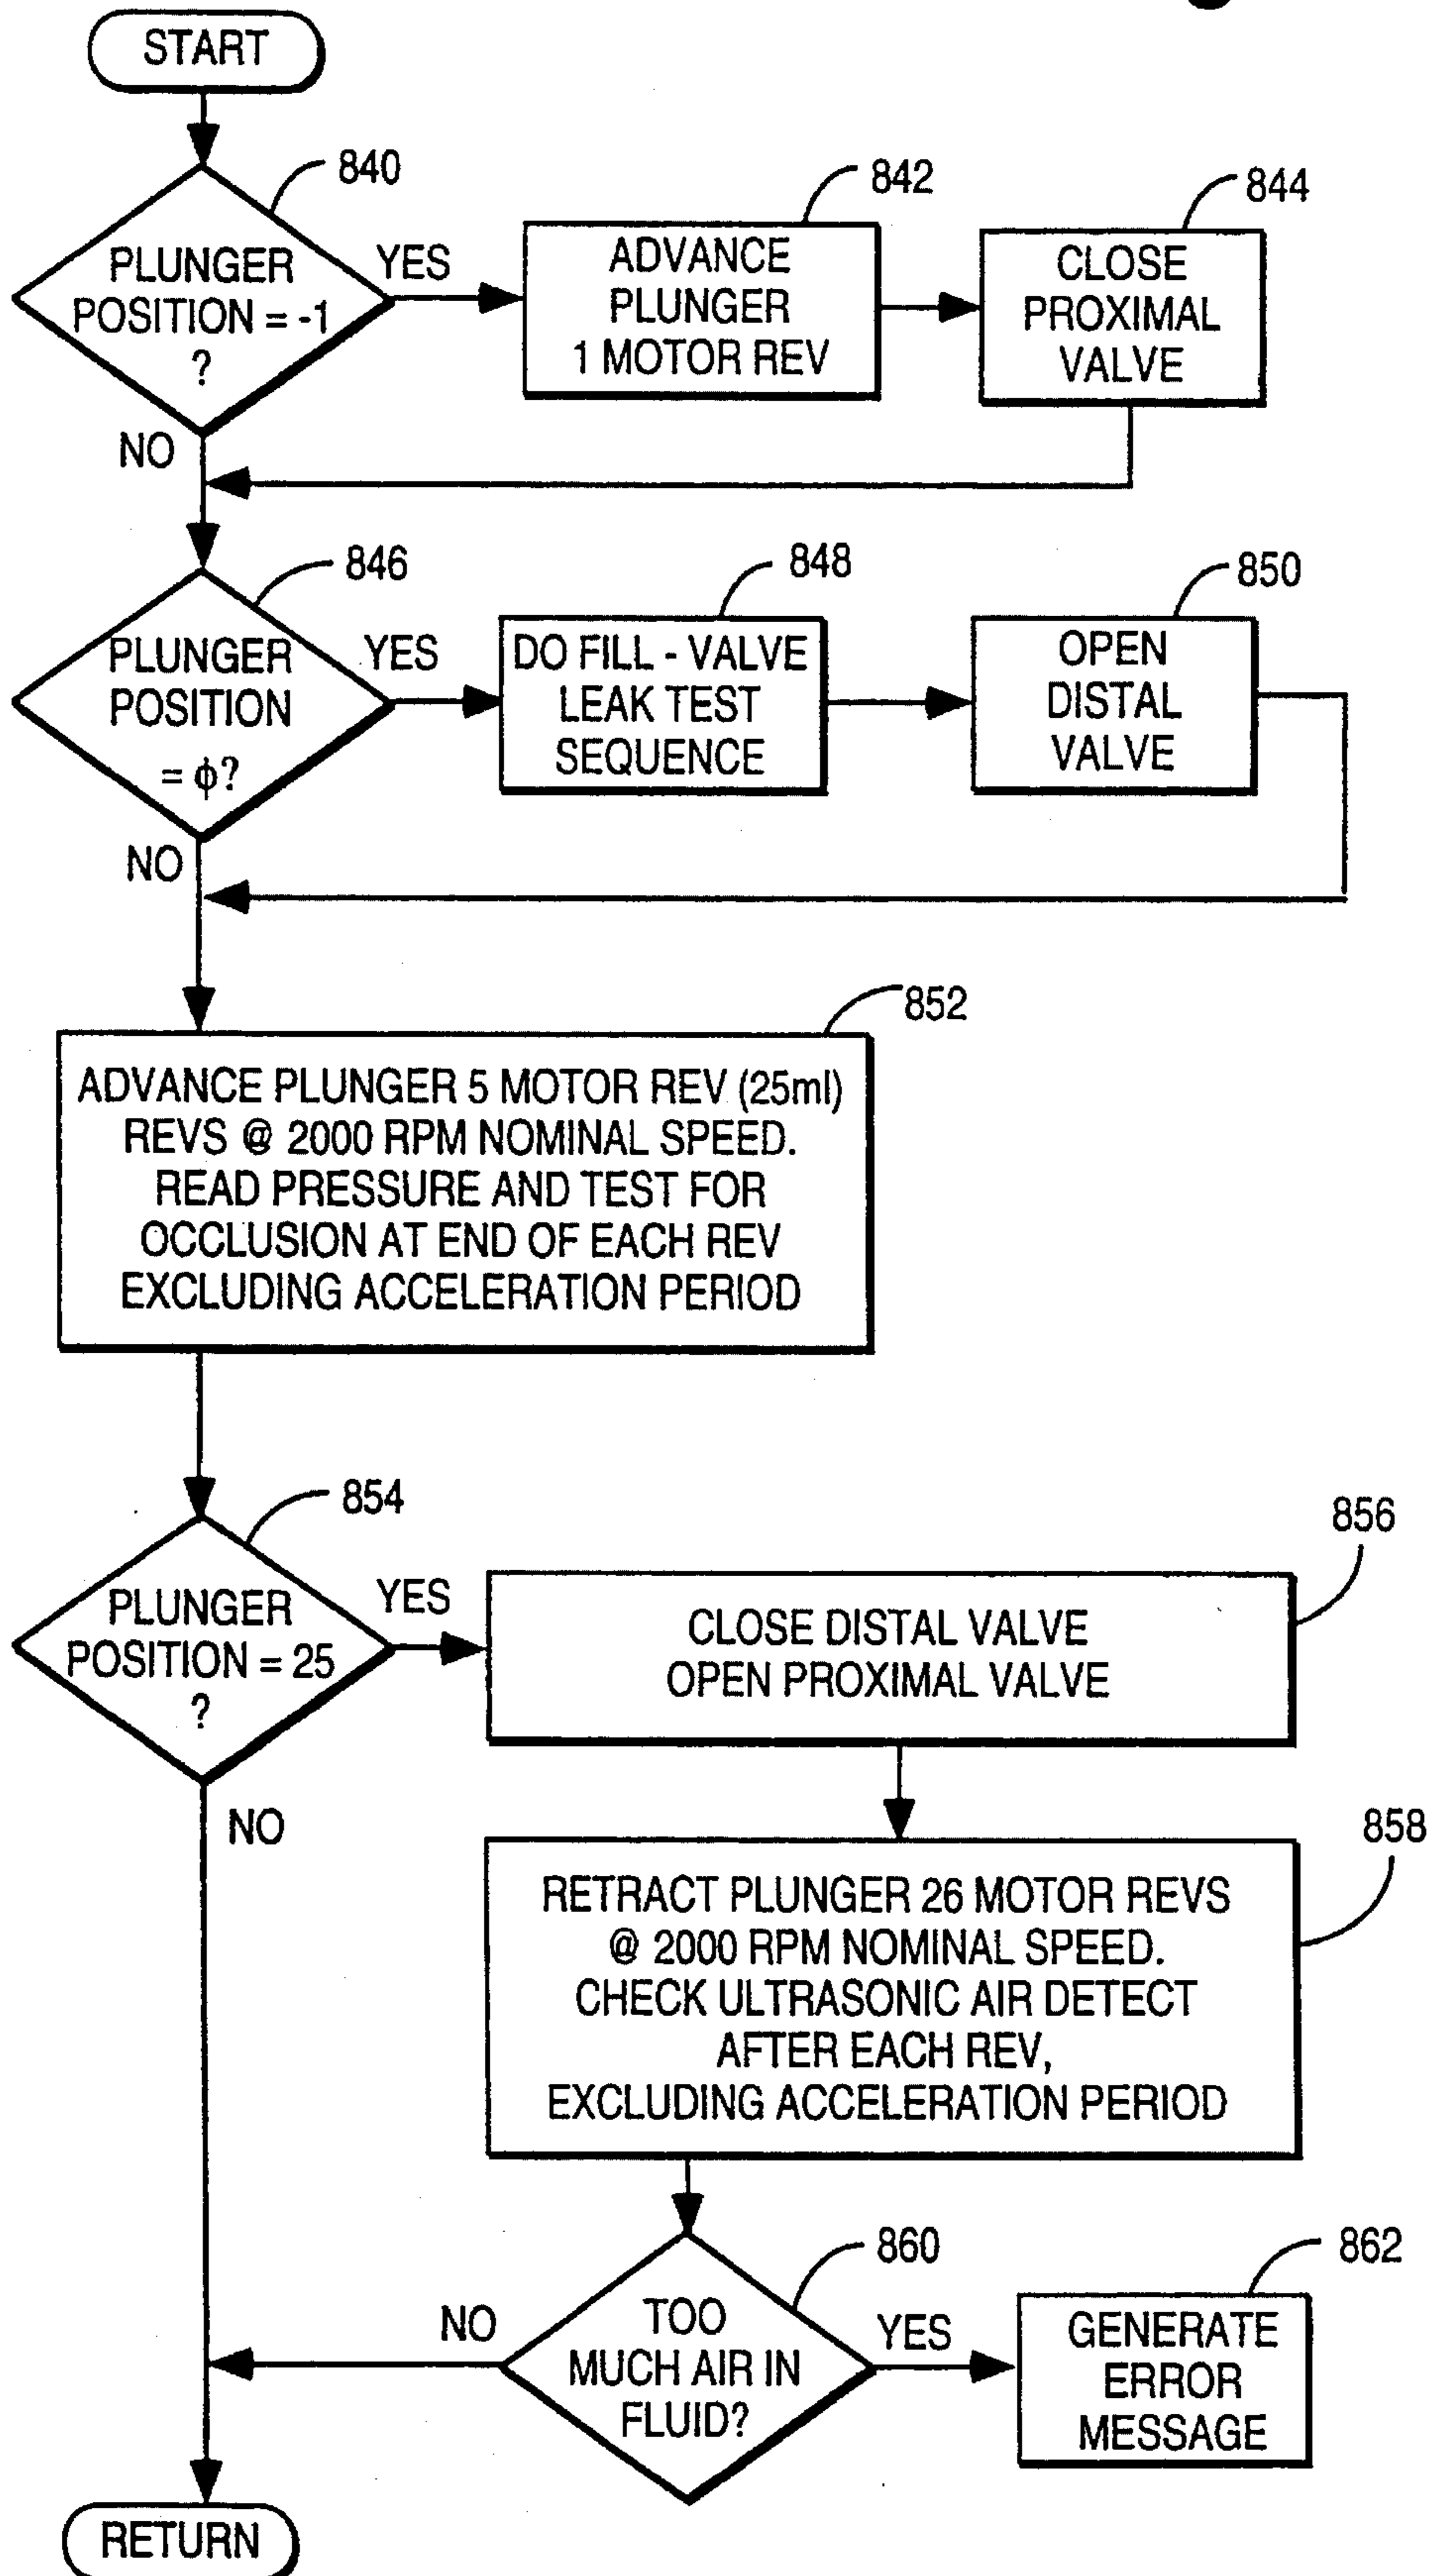 START
840
PLUNGER
POSITION = -1
?
YES
842
ADVANCE
PLUNGER
1 MOTOR REV
844
CLOSE
PROXIMAL
VALVE
NO
846
PLUNGER
POSITION
= ϕ?
YES
848
DO FILL - VALVE
LEAK TEST
SEQUENCE
850
OPEN
DISTAL
VALVE
NO
852
ADVANCE PLUNGER 5 MOTOR REV (25ml)
REVS @ 2000 RPM NOMINAL SPEED.
READ PRESSURE AND TEST FOR
OCCLUSION AT END OF EACH REV
EXCLUDING ACCELERATION PERIOD
854
PLUNGER
POSITION = 25
?
YES
856
CLOSE DISTAL VALVE
OPEN PROXIMAL VALVE
NO
858
RETRACT PLUNGER 26 MOTOR REVS
@ 2000 RPM NOMINAL SPEED.
CHECK ULTRASONIC AIR DETECT
AFTER EACH REV,
EXCLUDING ACCELERATION PERIOD
860
TOO
MUCH AIR IN
FLUID?
NO
YES
862
GENERATE
ERROR
MESSAGE
RETURN